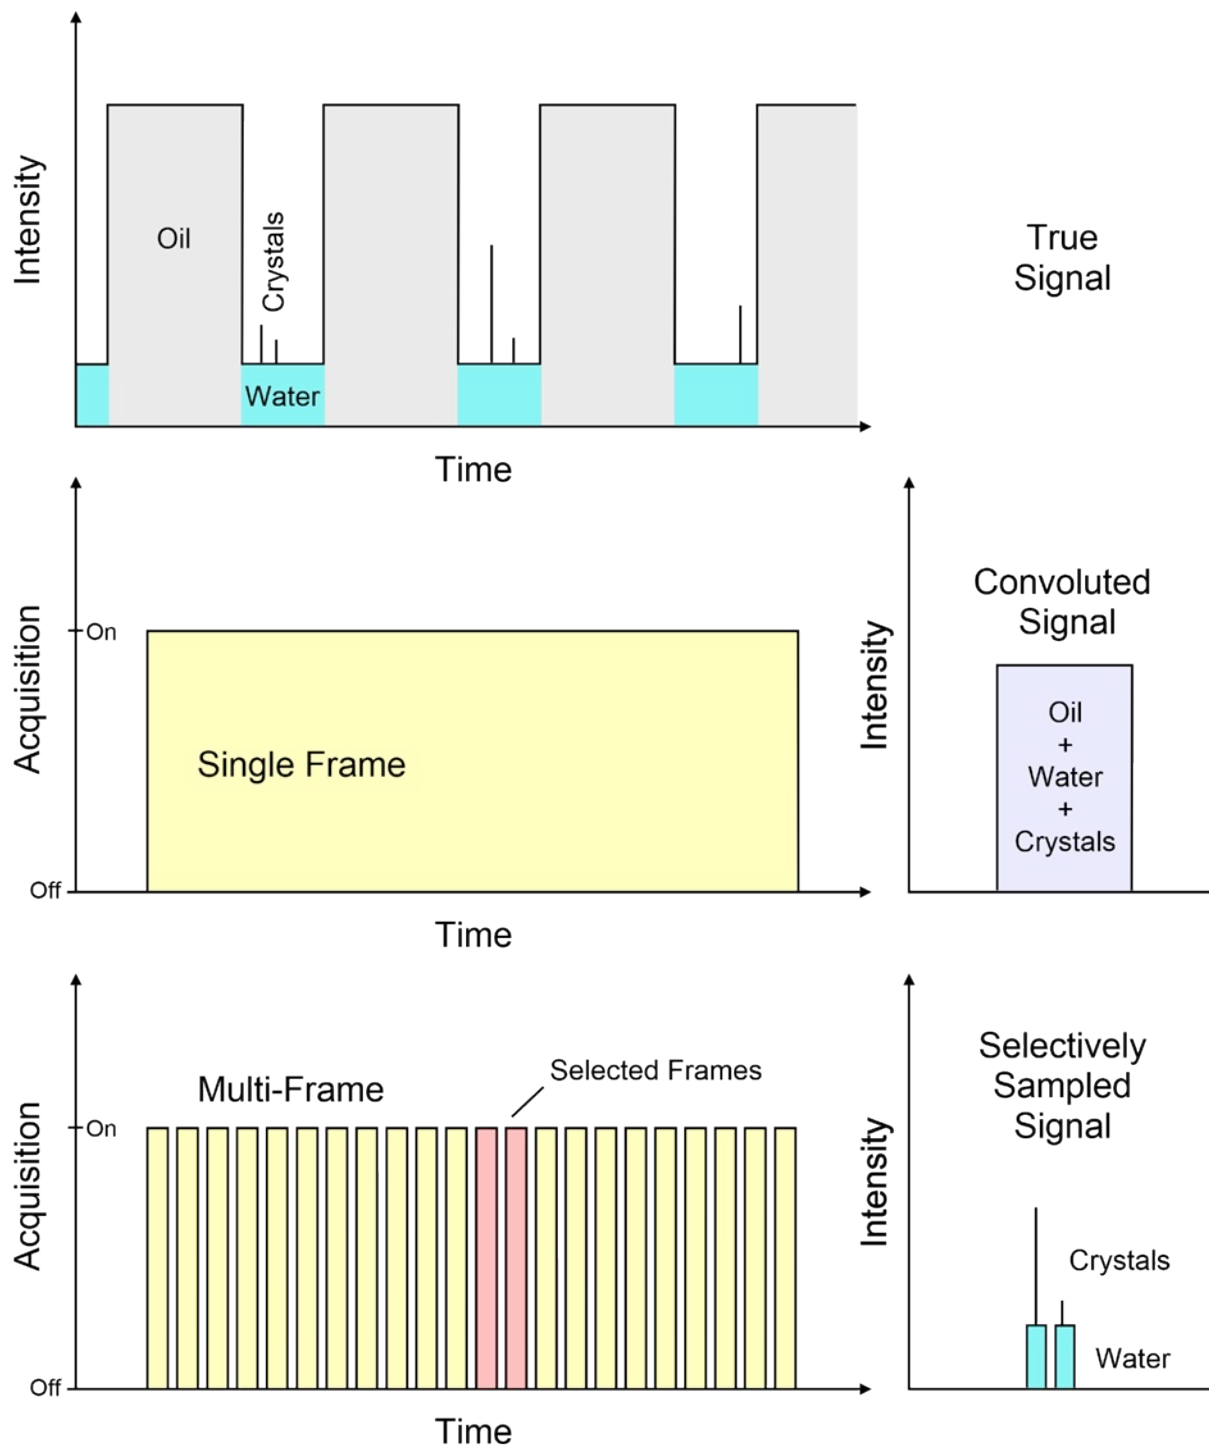 Intensity
Oil
Crystals
Water
Time
True
Signal
Acquisition
On
Off
Single Frame
Time
Intensity
Convoluted
Signal
Oil
+
Water
+
Crystals
Acquisition
On
Off
Multi-Frame
Selected Frames
Time
Intensity
Selectively
Sampled
Signal
Crystals
Water